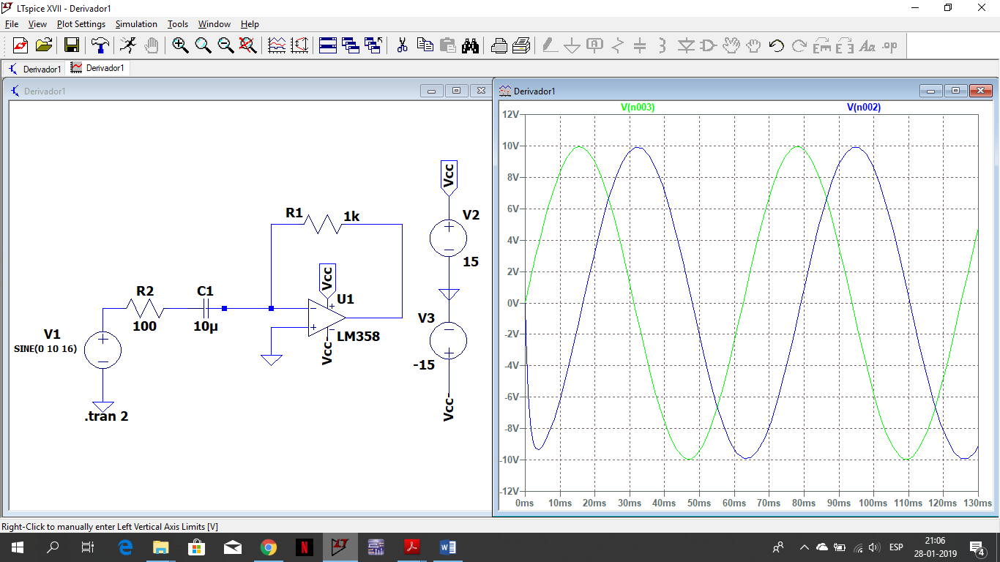 LTspice XVII - Derivador1
File View Plot Settings Simulation Tools Window Help
Aa .op
Derivador1 Derivador1
Derivador1
Vcc
V2
15
V3
-15
Vcc-
R1 1k
Vcc
U1
LM358
Vcc-
R2
100
C1
10µ
V1
SINE(0 10 16)
.tran 2
Derivador1
V(n003) V(n002)
12V
10V
8V
6V
4V
2V
0V
-2V
-4V
-6V
-8V
-10V
-12V
0ms 10ms 20ms 30ms 40ms 50ms 60ms 70ms 80ms 90ms 100ms 110ms 120ms 130ms
Right-Click to manually enter Left Vertical Axis Limits [V]
ESP
21:06
28-01-2019
4